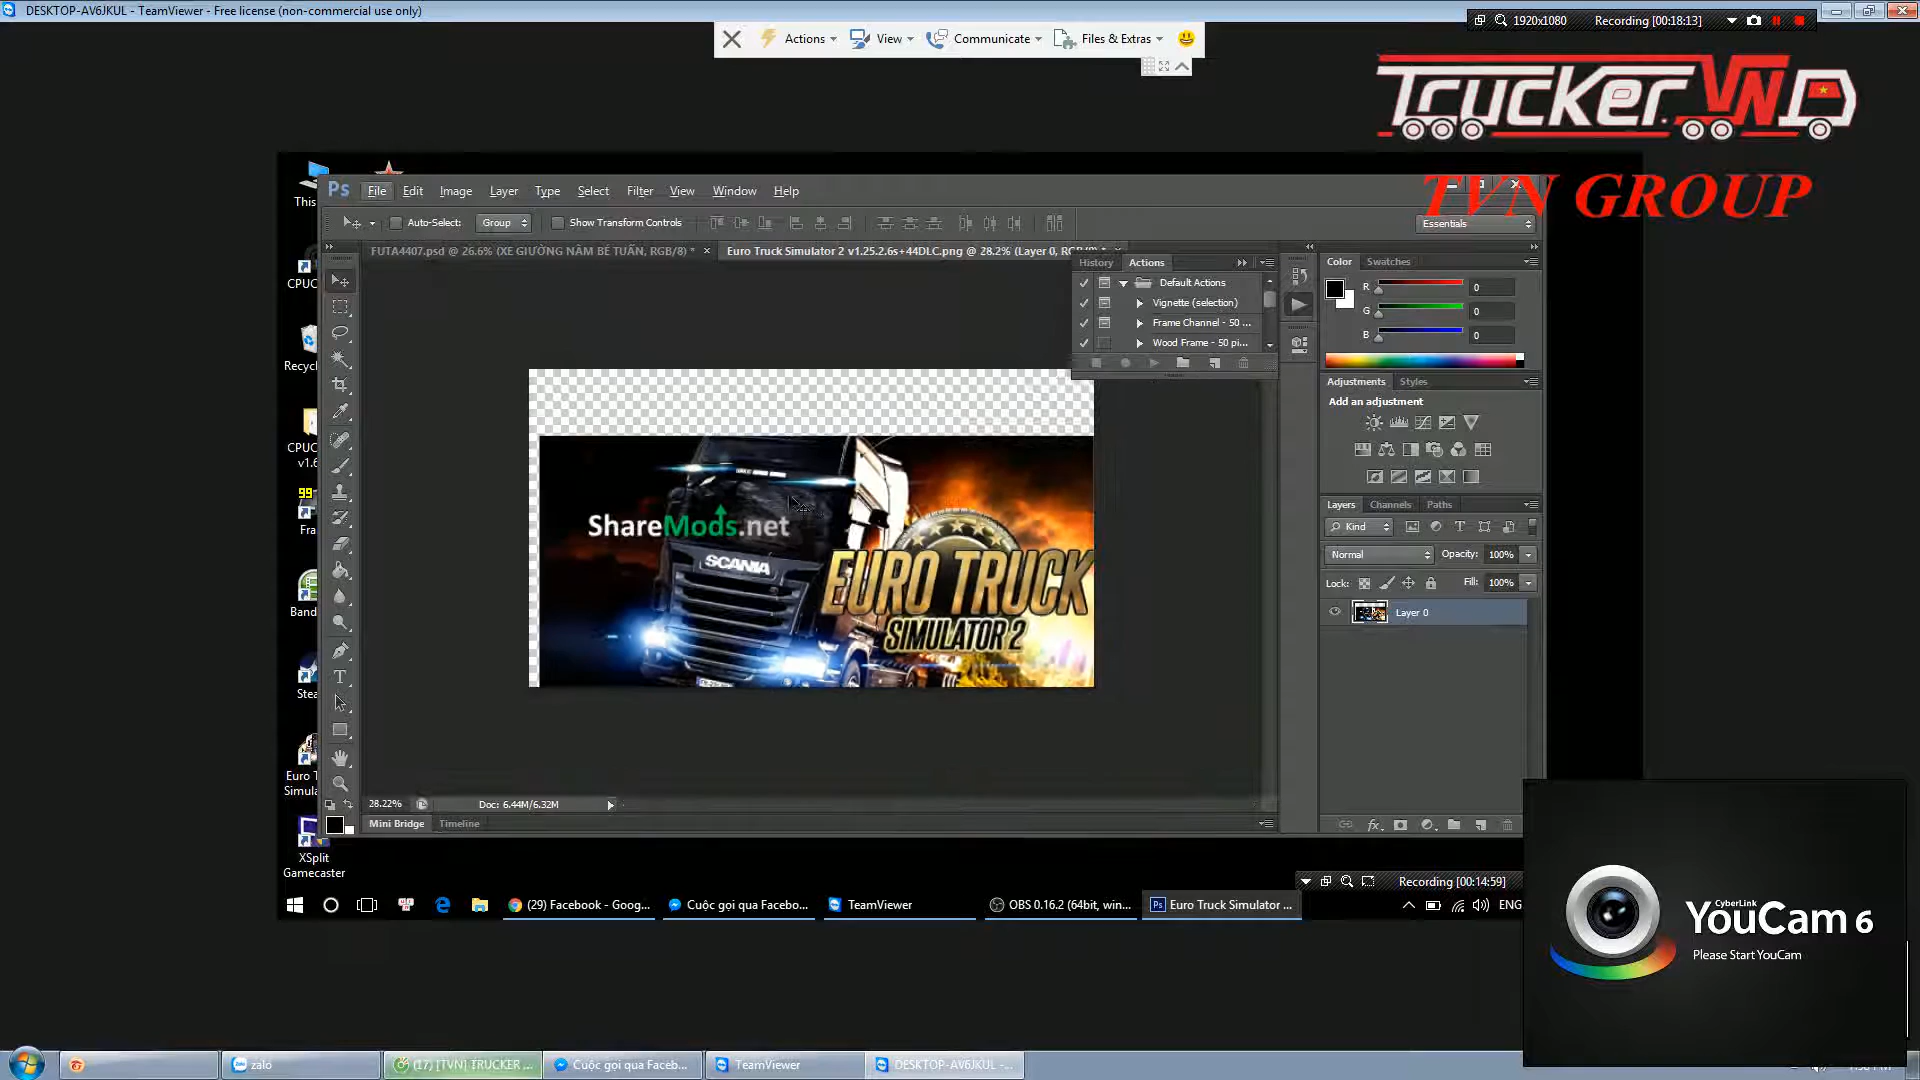 DESKTOP-AV6JKUL - TeamViewer - Free license (non-commercial use only)
1920x1080
Recording [00:18:13]
Actions
View
Communicate
Files & Extras
TRUCKERVN
TVN GROUP
Ps
File
Edit
Image
Layer
Type
Select
Filter
View
Window
Help
Auto-Select:
Group
Show Transform Controls
Essentials
FUTA4407.psd @ 26.6% (XE GIƯỜNG NẰM BÉ TUẤN, RGB/8) *
Euro Truck Simulator 2 v1.25.2.6s+44DLC.png @ 28.2% (Layer 0, RGB/8) *
History
Actions
Default Actions
Vignette (selection)
Frame Channel - 50 ...
Wood Frame - 50 pi...
Color
Swatches
R
0
G
0
B
0
Adjustments
Styles
Add an adjustment
Layers
Channels
Paths
Kind
Normal
Opacity:
100%
Lock:
Fill:
100%
Layer 0
This
CPUC
Recycl
CPUC
v1.6
99
Fra
Band
Stea
Euro T
Simula
XSplit
Gamecaster
ShareMods.net
SCANIA
EURO TRUCK
SIMULATOR 2
28.22%
Doc: 6.44M/6.32M
Mini Bridge
Timeline
Recording [00:14:59]
(29) Facebook - Goog...
Cuộc gọi qua Facebo...
TeamViewer
OBS 0.16.2 (64bit, win...
Ps
Euro Truck Simulator ...
ENG
CyberLink
YouCam 6
Please Start YouCam
zalo
(17) [TVN] TRUCKER ...
Cuộc gọi qua Faceb...
TeamViewer
DESKTOP-AV6JKUL -...